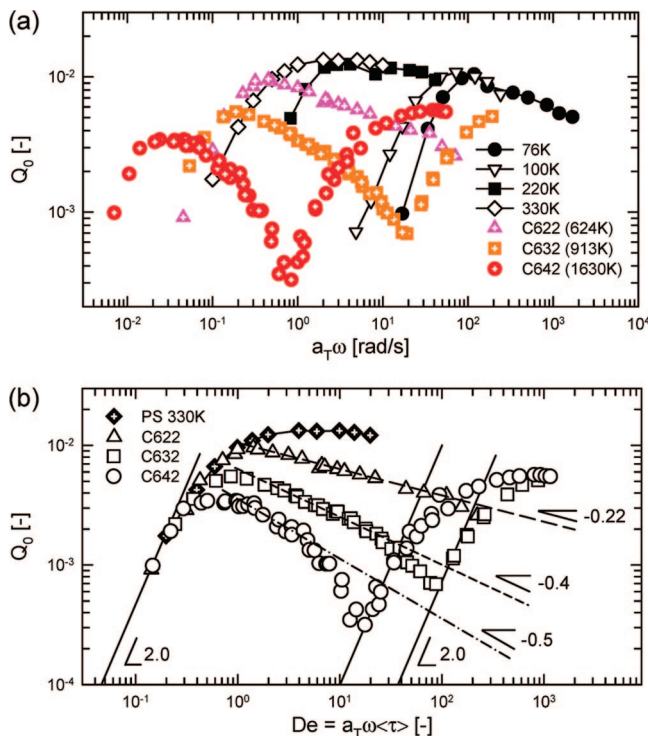 (a)
10⁻²
10⁻³
Q₀ [-]
76K
100K
220K
330K
C622 (624K)
C632 (913K)
C642 (1630K)
10⁻² 10⁻¹ 10⁰ 10¹ 10² 10³ 10⁴
a_Tω [rad/s]
(b)
PS 330K
C622
C632
C642
10⁻¹
10⁻²
10⁻³
10⁻⁴
Q₀ [-]
-0.22
-0.4
-0.5
2.0
2.0
10⁻¹ 10⁰ 10¹ 10² 10³
De = a_Tω<τ> [-]